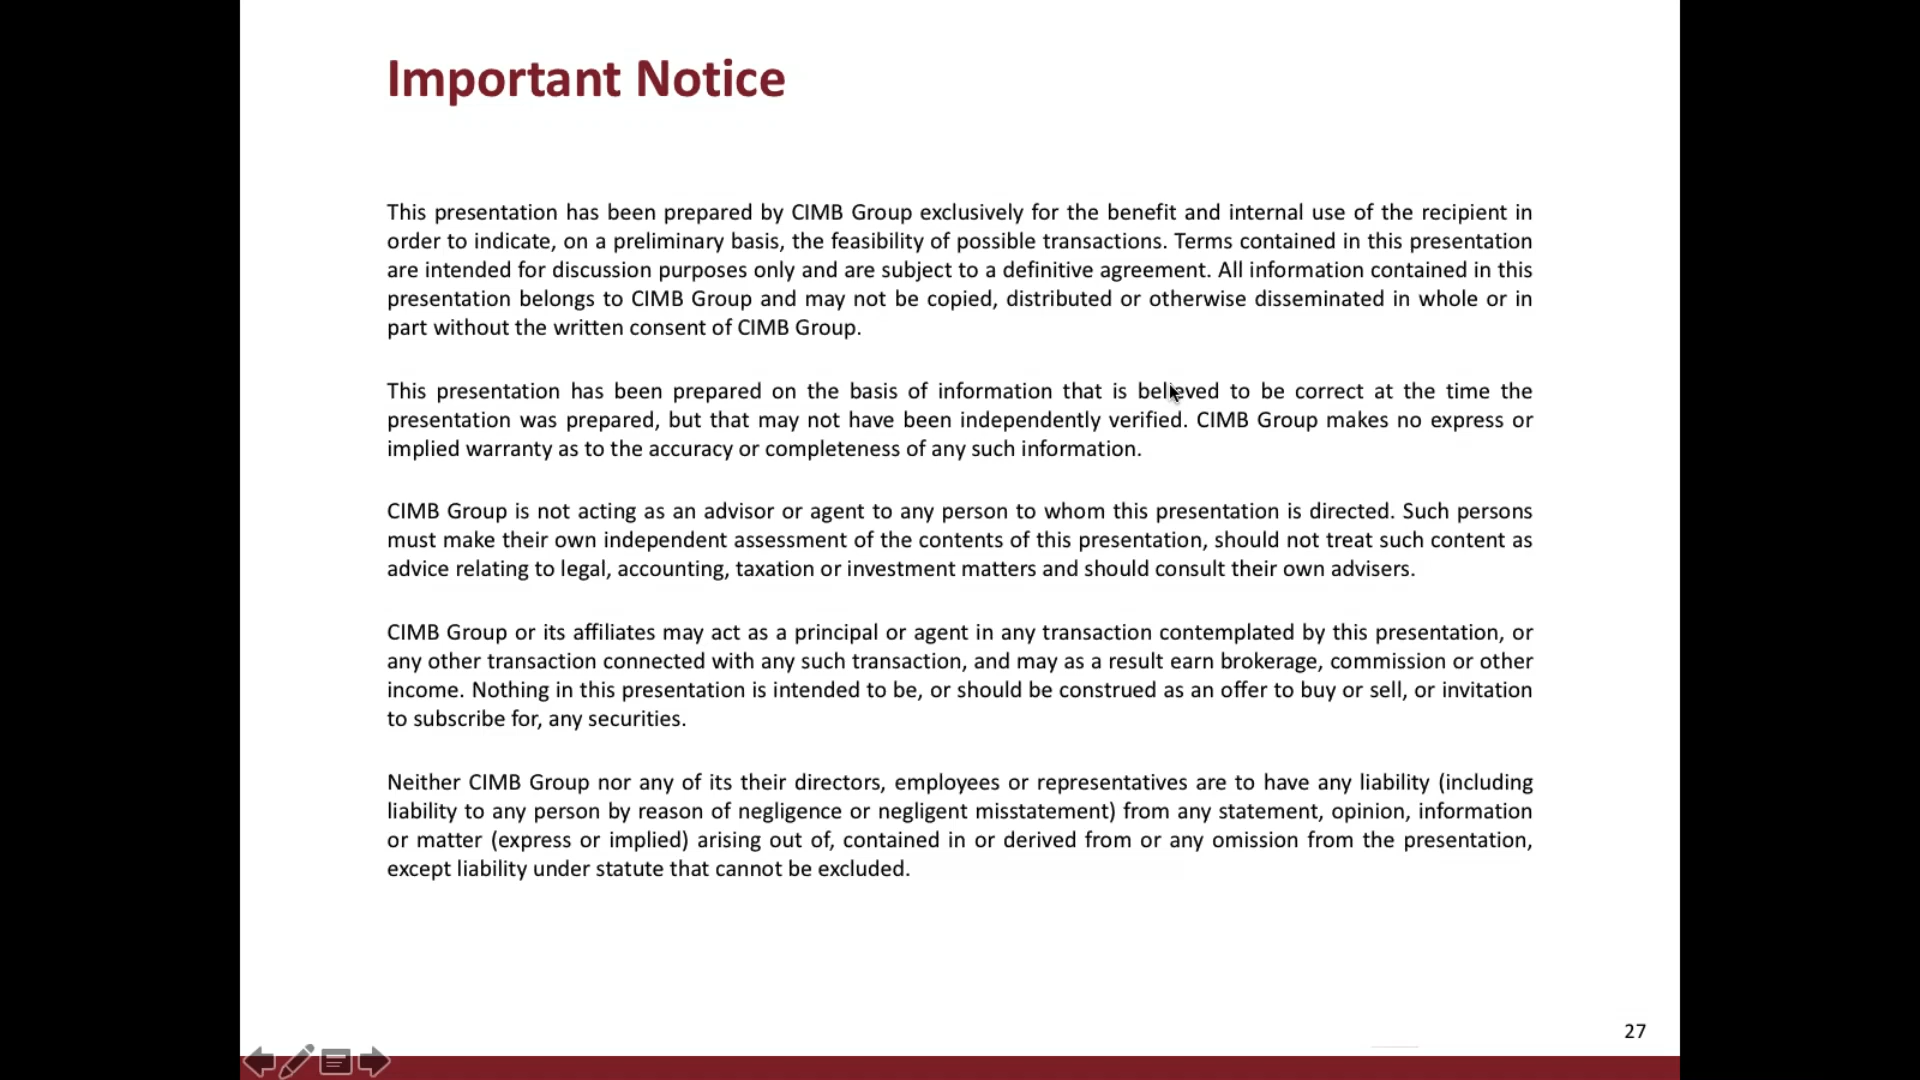 Important Notice
This presentation has been prepared by CIMB Group exclusively for the benefit and internal use of the recipient in
order to indicate, on a preliminary basis, the feasibility of possible transactions. Terms contained in this presentation
are intended for discussion purposes only and are subject to a definitive agreement. All information contained in this
presentation belongs to CIMB Group and may not be copied, distributed or otherwise disseminated in whole or in
part without the written consent of CIMB Group.
This presentation has been prepared on the basis of information that is believed to be correct at the time the
presentation was prepared, but that may not have been independently verified. CIMB Group makes no express or
implied warranty as to the accuracy or completeness of any such information.
CIMB Group is not acting as an advisor or agent to any person to whom this presentation is directed. Such persons
must make their own independent assessment of the contents of this presentation, should not treat such content as
advice relating to legal, accounting, taxation or investment matters and should consult their own advisers.
CIMB Group or its affiliates may act as a principal or agent in any transaction contemplated by this presentation, or
any other transaction connected with any such transaction, and may as a result earn brokerage, commission or other
income. Nothing in this presentation is intended to be, or should be construed as an offer to buy or sell, or invitation
to subscribe for, any securities.
Neither CIMB Group nor any of its their directors, employees or representatives are to have any liability (including
liability to any person by reason of negligence or negligent misstatement) from any statement, opinion, information
or matter (express or implied) arising out of, contained in or derived from or any omission from the presentation,
except liability under statute that cannot be excluded.
27